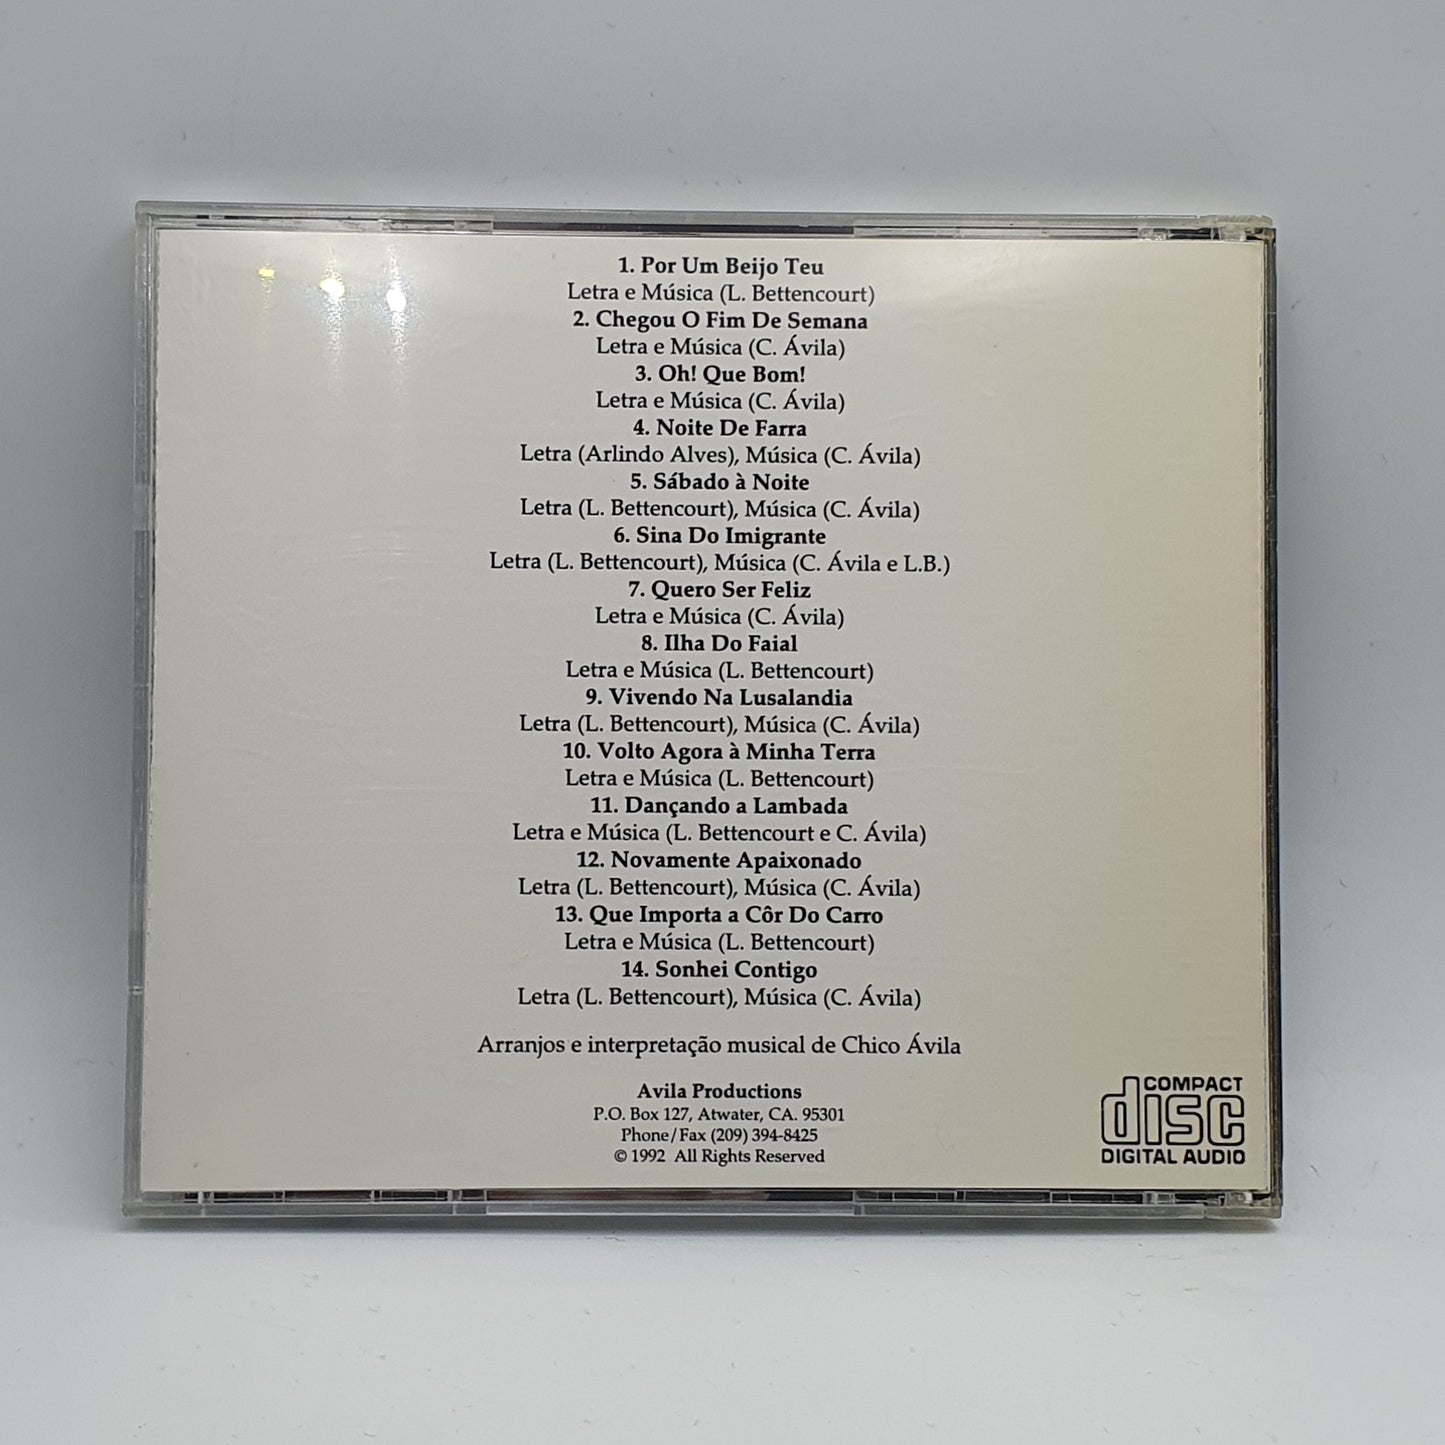 1. Por Um Beijo Teu
Letra e Música (L. Bettencourt)
2. Chegou O Fim De Semana
Letra e Música (C. Ávila)
3. Oh! Que Bom!
Letra e Música (C. Ávila)
4. Noite De Farra
Letra (Arlindo Alves), Música (C. Ávila)
5. Sábado à Noite
Letra (L. Bettencourt), Música (C. Ávila)
6. Sina Do Imigrante
Letra (L. Bettencourt), Música (C. Ávila e L.B.)
7. Quero Ser Feliz
Letra e Música (C. Ávila)
8. Ilha Do Faial
Letra e Música (L. Bettencourt)
9. Vivendo Na Lusalandia
Letra (L. Bettencourt), Música (C. Ávila)
10. Volto Agora à Minha Terra
Letra e Música (L. Bettencourt)
11. Dançando a Lambada
Letra e Música (L. Bettencourt e C. Ávila)
12. Novamente Apaixonado
Letra (L. Bettencourt), Música (C. Ávila)
13. Que Importa a Côr Do Carro
Letra e Música (L. Bettencourt)
14. Sonhei Contigo
Letra (L. Bettencourt), Música (C. Ávila)
Arranjos e interpretação musical de Chico Ávila
Avila Productions
P.O. Box 127, Atwater, CA. 95301
Phone/Fax (209) 394-8425
© 1992 All Rights Reserved
COMPACT
disc
DIGITAL AUDIO